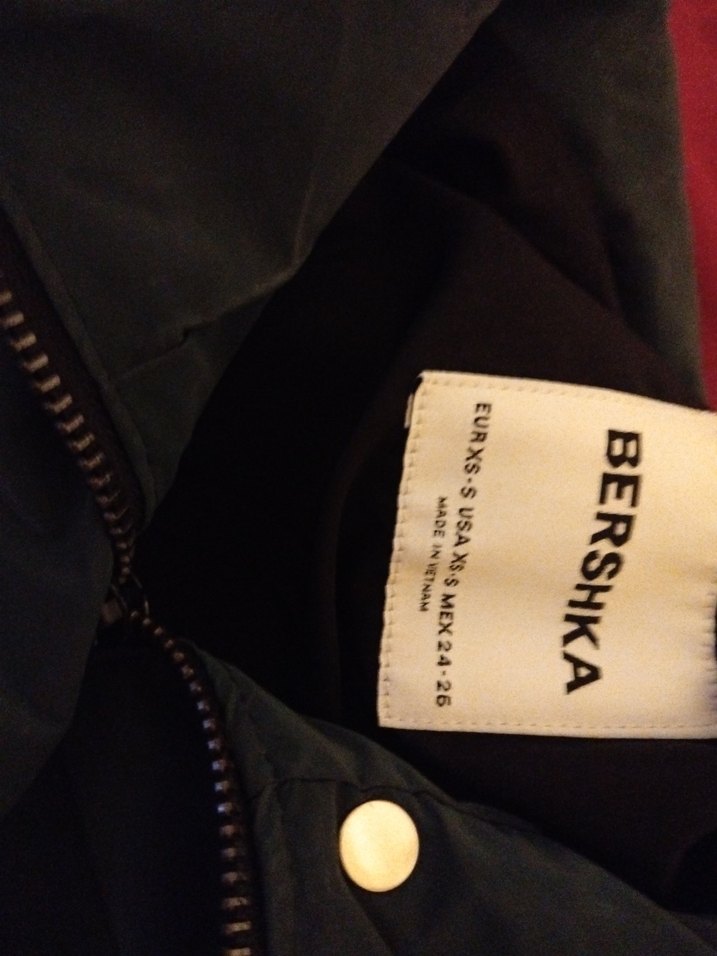 BERSHKA
EUR XS-S USA XS-S MEX 24-26
MADE IN VIETNAM